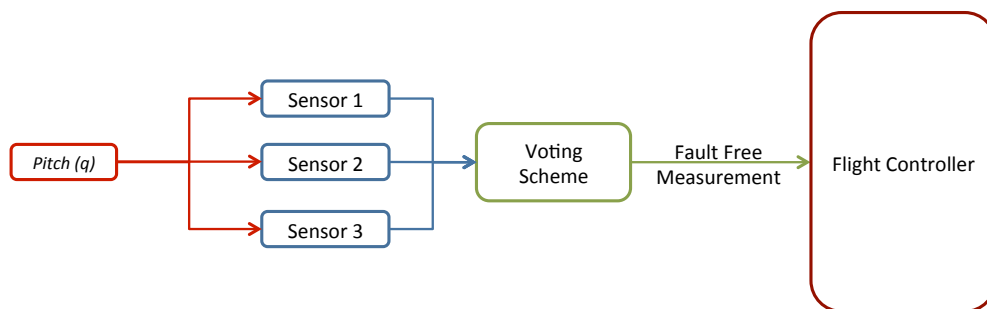 Pitch (q)
Sensor 1
Sensor 2
Sensor 3
Voting
Scheme
Fault Free
Measurement
Flight Controller